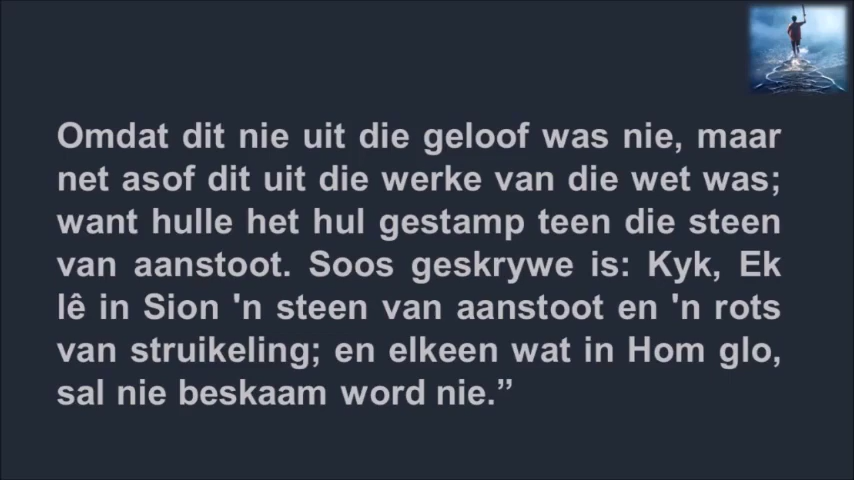 Omdat dit nie uit die geloof was nie, maar
net asof dit uit die werke van die wet was;
want hulle het hul gestamp teen die steen
van aanstoot. Soos geskrywe is: Kyk, Ek
lê in Sion 'n steen van aanstoot en 'n rots
van struikeling; en elkeen wat in Hom glo,
sal nie beskaam word nie.”